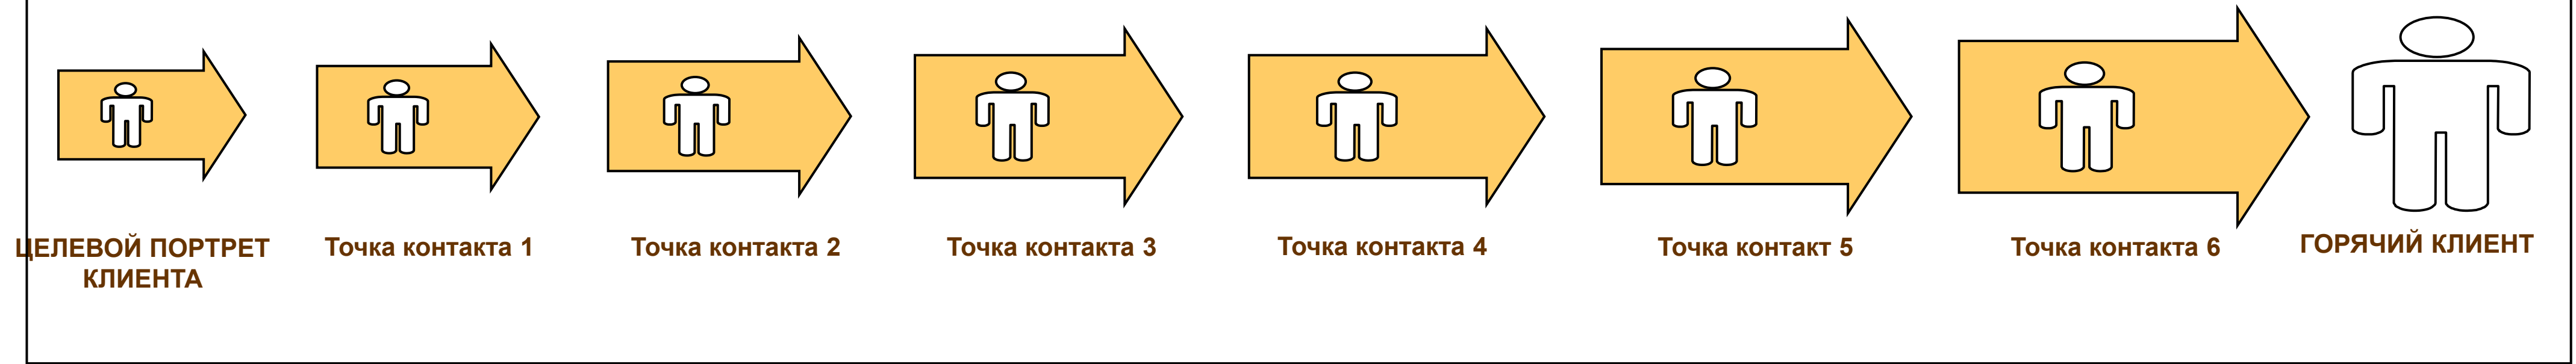 ЦЕЛЕВОЙ ПОРТРЕТ
КЛИЕНТА
Точка контакта 1
Точка контакта 2
Точка контакта 3
Точка контакта 4
Точка контакт 5
Точка контакта 6
ГОРЯЧИЙ КЛИЕНТ